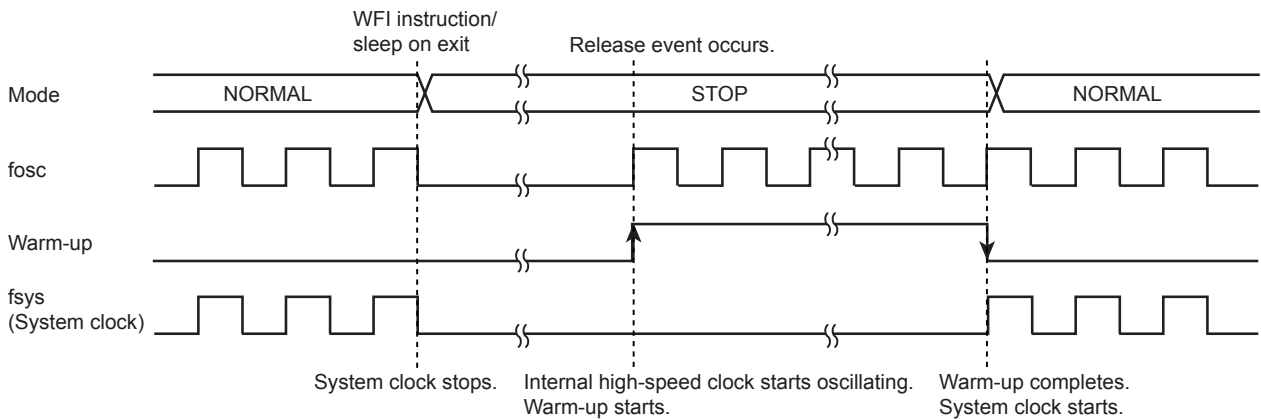 WFI instruction/
sleep on exit
Release event occurs.
Mode
NORMAL
STOP
NORMAL
fosc
Warm-up
fsys
(System clock)
System clock stops.
Internal high-speed clock starts oscillating.
Warm-up starts.
Warm-up completes.
System clock starts.